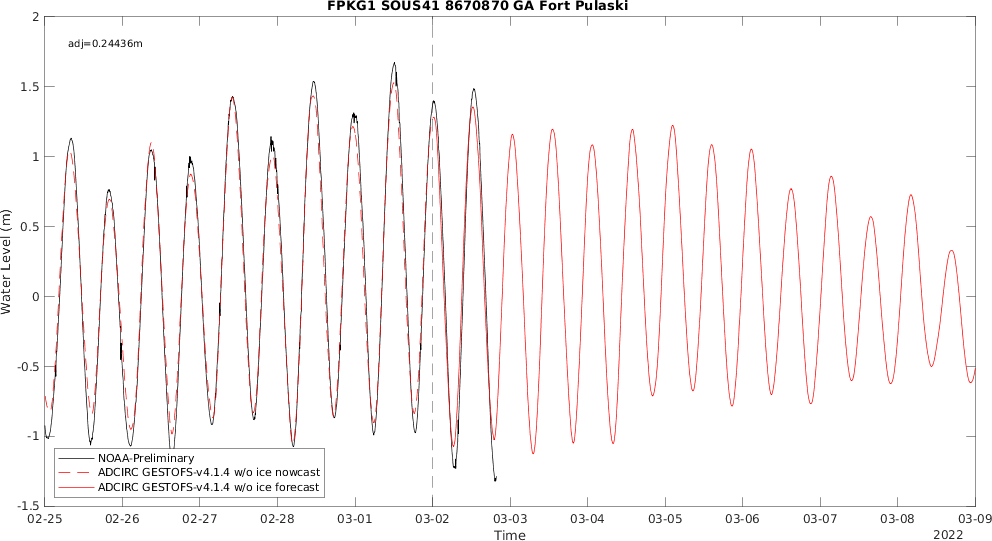 FPKG1 SOUS41 8670870 GA Fort Pulaski
adj=0.24436m
Water Level (m)
2
1.5
1
0.5
0
-0.5
-1
-1.5
NOAA-Preliminary
ADCIRC GESTOFS-v4.1.4 w/o ice nowcast
ADCIRC GESTOFS-v4.1.4 w/o ice forecast
02-25 02-26 02-27 02-28 03-01 03-02 03-03 03-04 03-05 03-06 03-07 03-08 03-09
Time
2022